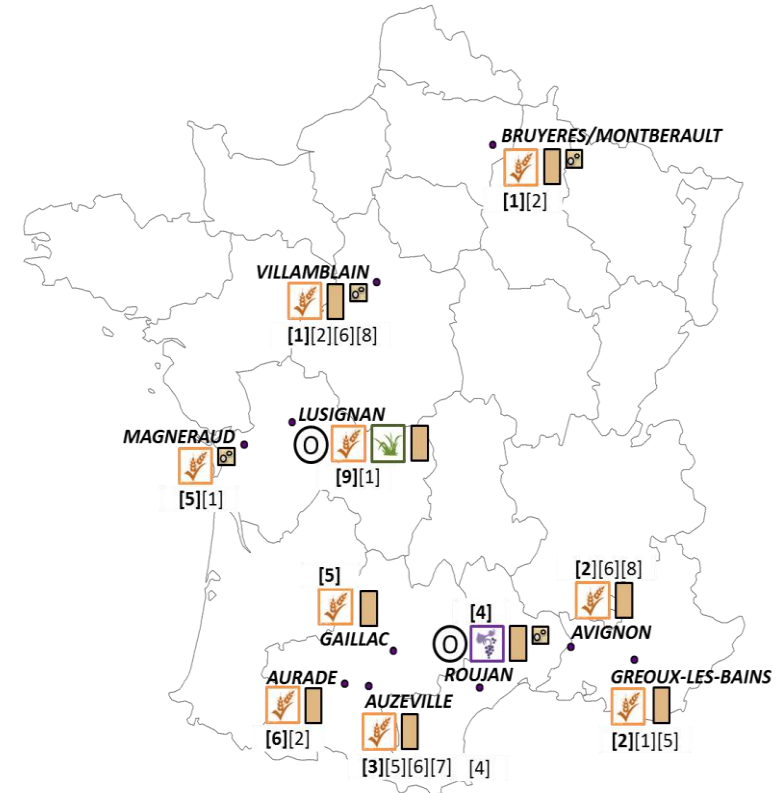 BRUYERES/MONTBERAULT
[1][2]
VILLAMBLAIN
[1][2][6][8]
LUSIGNAN
O
[9][1]
MAGNERAUD
[5][1]
[5]
GAILLAC
[4]
O
ROUJAN
[2][6][8]
AVIGNON
GREOUX-LES-BAINS
[2][1][5]
AURADE
[6][2]
AUZEVILLE
[3][5][6][7] [4]